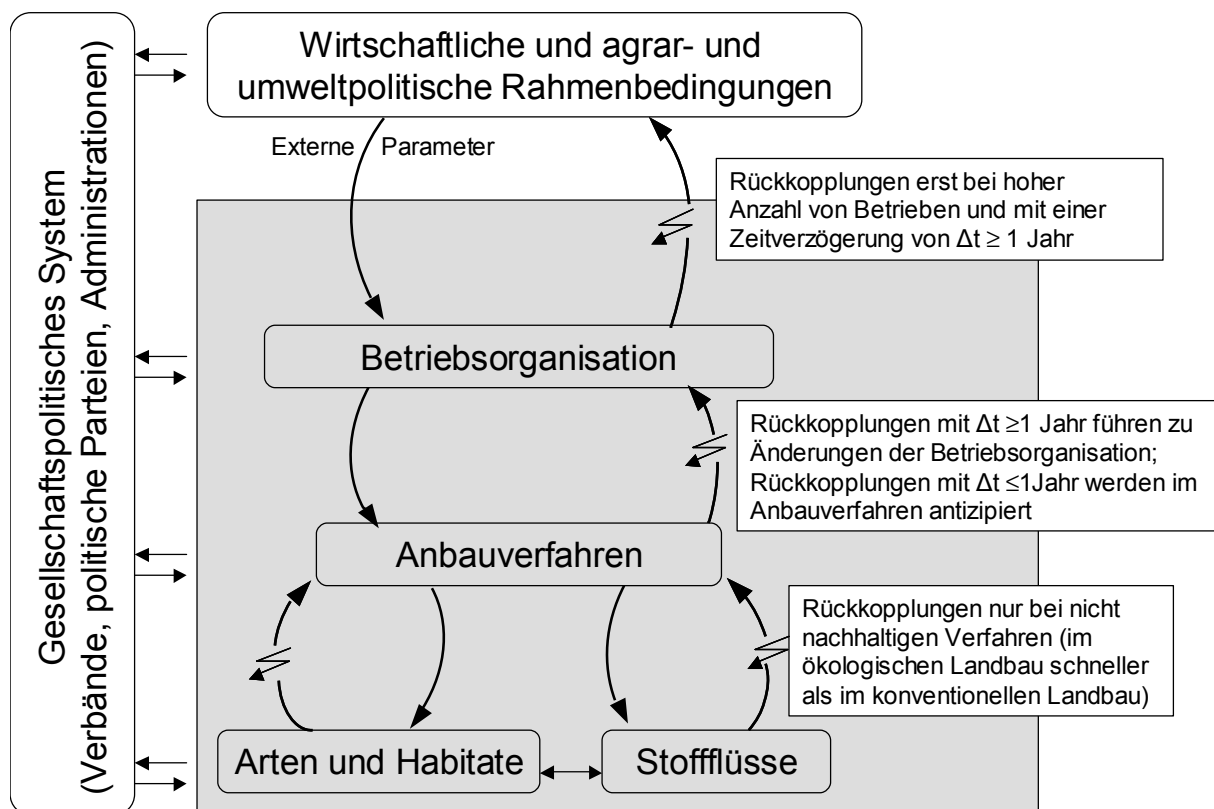 Gesellschaftspolitisches System
(Verbände, politische Parteien, Administrationen)
Wirtschaftliche und agrar- und
umweltpolitische Rahmenbedingungen
Externe Parameter
Rückkopplungen erst bei hoher
Anzahl von Betrieben und mit einer
Zeitverzögerung von Δt ≥ 1 Jahr
Betriebsorganisation
Rückkopplungen mit Δt ≥1 Jahr führen zu
Änderungen der Betriebsorganisation;
Rückkopplungen mit Δt ≤1Jahr werden im
Anbauverfahren antizipiert
Anbauverfahren
Rückkopplungen nur bei nicht
nachhaltigen Verfahren (im
ökologischen Landbau schneller
als im konventionellen Landbau)
Arten und Habitate
Stoffflüsse